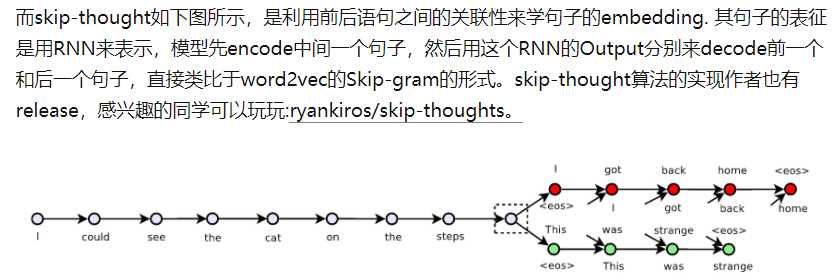 而skip-thought如下图所示，是利用前后语句之间的关联性来学句子的embedding. 其句子的表征
是用RNN来表示，模型先encode中间一个句子，然后用这个RNN的Output分别来decode前一个
和后一个句子，直接类比于word2vec的Skip-gram的形式。skip-thought算法的实现作者也有
release，感兴趣的同学可以玩玩:ryankiros/skip-thoughts。
I got back home <eos>
<eos> I got back home
I could see the cat on the steps
This was strange <eos>
<eos> This was strange